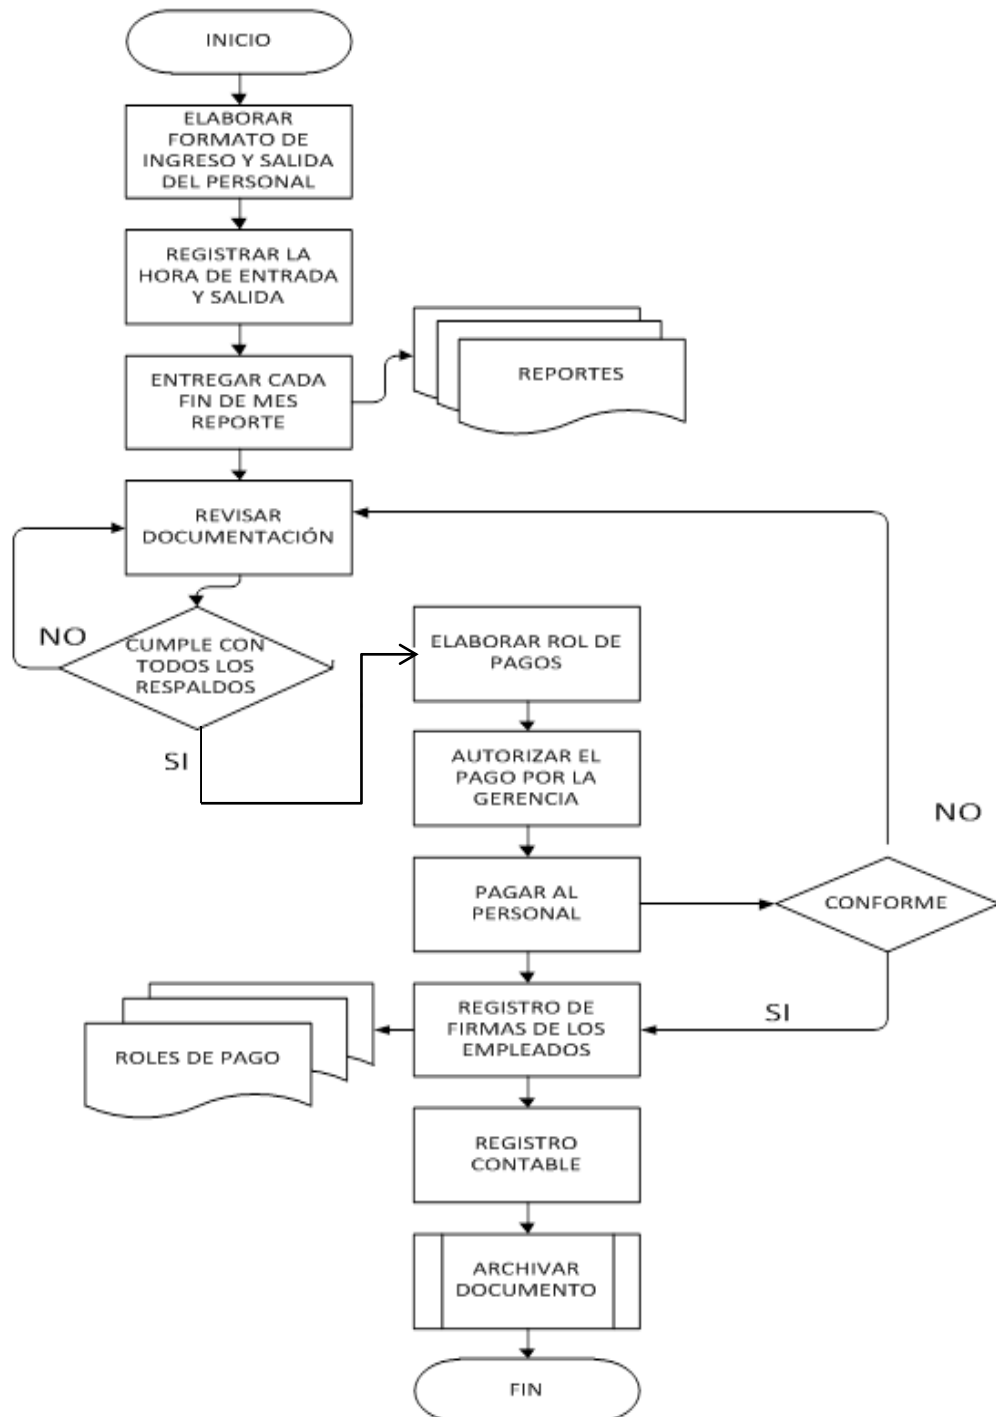 INICIO
ELABORAR
FORMATO DE
INGRESO Y SALIDA
DEL PERSONAL
REGISTRAR LA
HORA DE ENTRADA
Y SALIDA
ENTREGAR CADA
FIN DE MES
REPORTE
REPORTES
REVISAR
DOCUMENTACIÓN
NO
CUMPLE CON
TODOS LOS
RESPALDOS
SI
ELABORAR ROL DE
PAGOS
AUTORIZAR EL
PAGO POR LA
GERENCIA
NO
PAGAR AL
PERSONAL
CONFORME
SI
REGISTRO DE
FIRMAS DE LOS
EMPLEADOS
ROLES DE PAGO
REGISTRO
CONTABLE
ARCHIVAR
DOCUMENTO
FIN